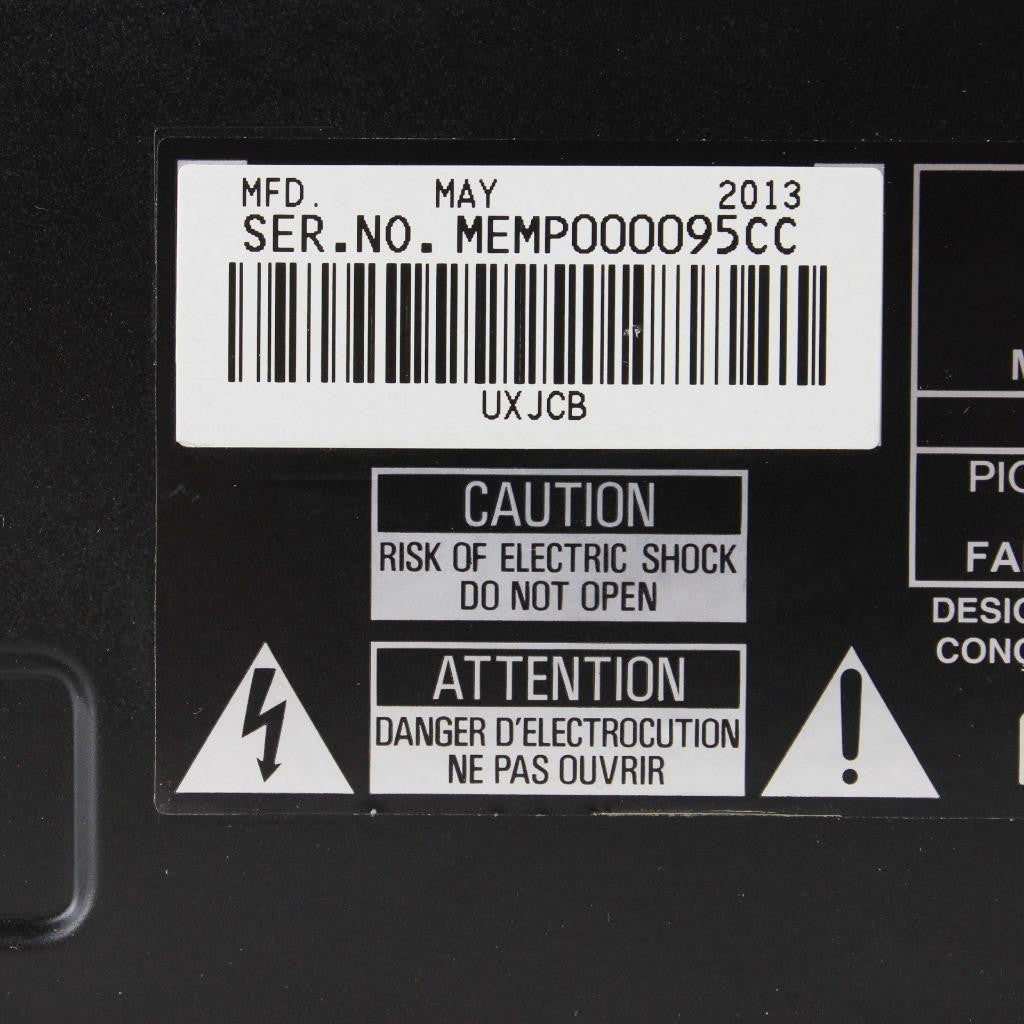 MFD. MAY 2013
SER.NO. MEMP000095CC
UXJCB
CAUTION
RISK OF ELECTRIC SHOCK
DO NOT OPEN
ATTENTION
DANGER D'ELECTROCUTION
NE PAS OUVRIR